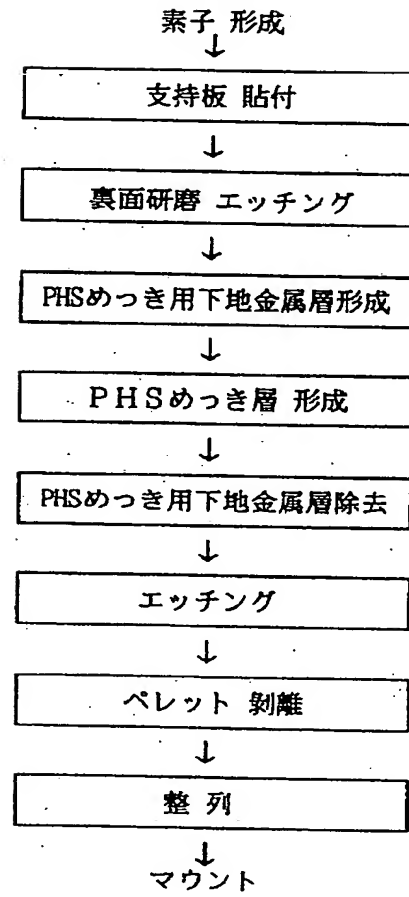 素子 形成
↓
支持板 貼付
↓
裏面研磨 エッチング
↓
PHSめっき用下地金属層形成
↓
PHSめっき層 形成
↓
PHSめっき用下地金属層除去
↓
エッチング
↓
ペレット 剝離
↓
整 列
↓
マウント